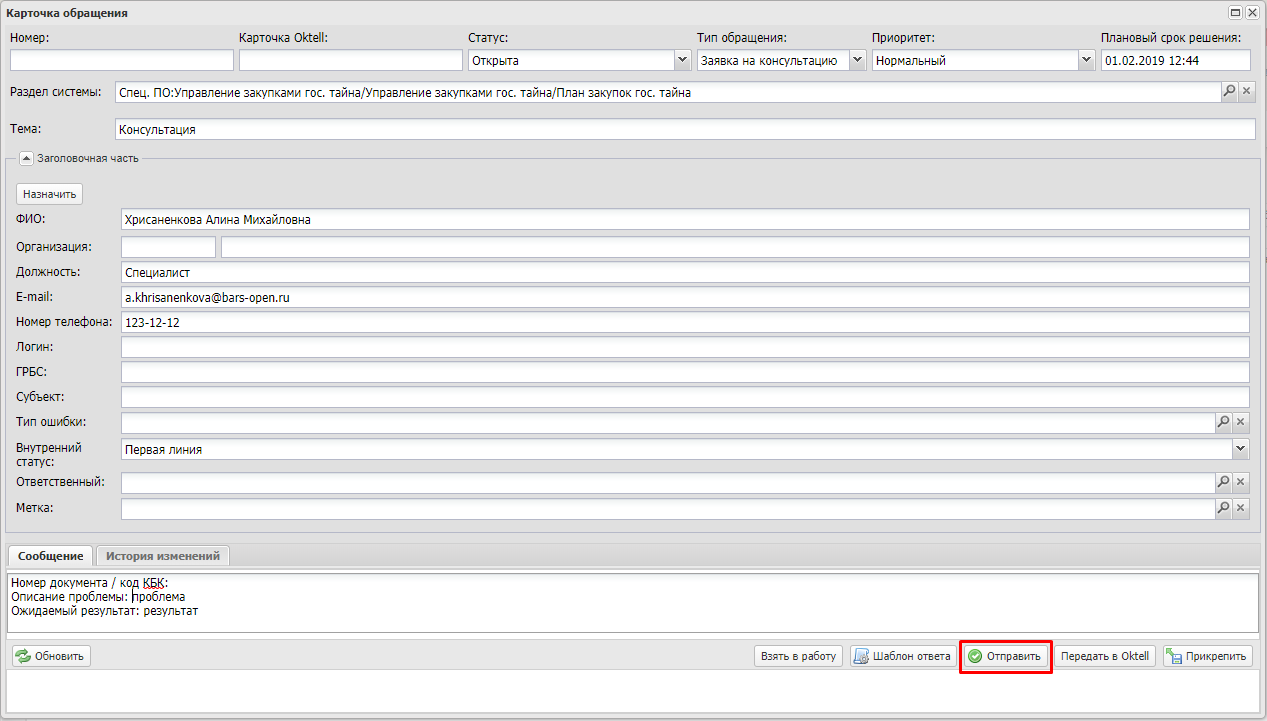 Карточка обращения
Номер: Карточка Oktell: Статус: Тип обращения: Приоритет: Плановый срок решения:
Открыта Заявка на консультацию Нормальный 01.02.2019 12:44
Раздел системы: Спец. ПО:Управление закупками гос. тайна/Управление закупками гос. тайна/План закупок гос. тайна
Тема: Консультация
Заголовочная часть
Назначить
ФИО: Хрисаненкова Алина Михайловна
Организация:
Должность: Специалист
E-mail: a.khrisanenkova@bars-open.ru
Номер телефона: 123-12-12
Логин:
ГРБС:
Субъект:
Тип ошибки:
Внутренний
статус: Первая линия
Ответственный:
Метка:
Сообщение История изменений
Номер документа / код КБК:
Описание проблемы: проблема
Ожидаемый результат: результат
Обновить Взять в работу Шаблон ответа Отправить Передать в Oktell Прикрепить